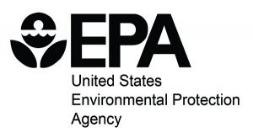 EPA
United States
Environmental Protection
Agency